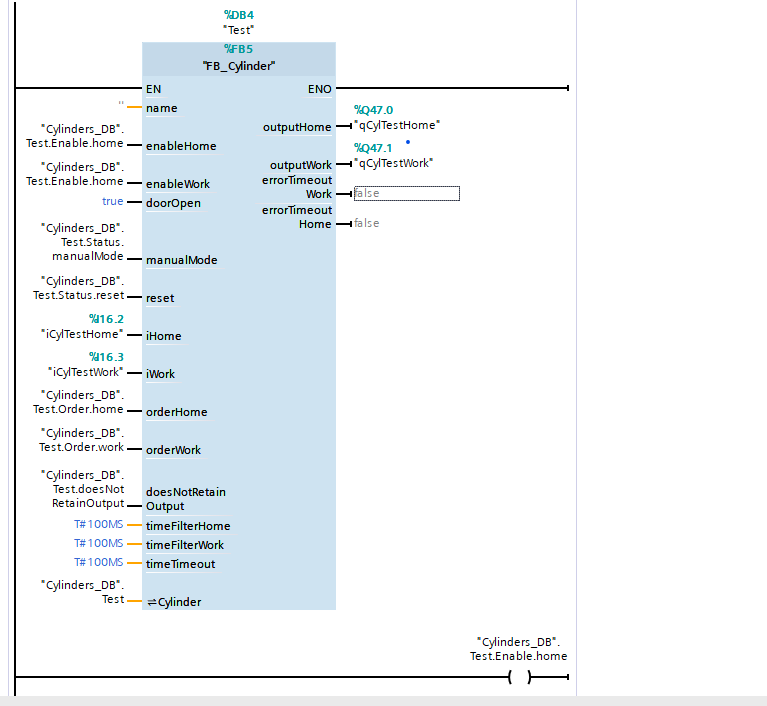 %DB4
"Test"
%FB5
"FB_Cylinder"
EN
ENO
''
name
%Q47.0
outputHome
"qCylTestHome"
"Cylinders_DB".
Test.Enable.home
enableHome
%Q47.1
outputWork
"qCylTestWork"
"Cylinders_DB".
Test.Enable.home
enableWork
errorTimeout
Work
false
true
doorOpen
errorTimeout
Home
false
"Cylinders_DB".
Test.Status.
manualMode
manualMode
"Cylinders_DB".
Test.Status.reset
reset
%I16.2
"iCylTestHome"
iHome
%I16.3
"iCylTestWork"
iWork
"Cylinders_DB".
Test.Order.home
orderHome
"Cylinders_DB".
Test.Order.work
orderWork
"Cylinders_DB".
Test.doesNot
RetainOutput
doesNotRetain
Output
T#100MS
timeFilterHome
T#100MS
timeFilterWork
T#100MS
timeTimeout
"Cylinders_DB".
Test
Cylinder
"Cylinders_DB".
Test.Enable.home